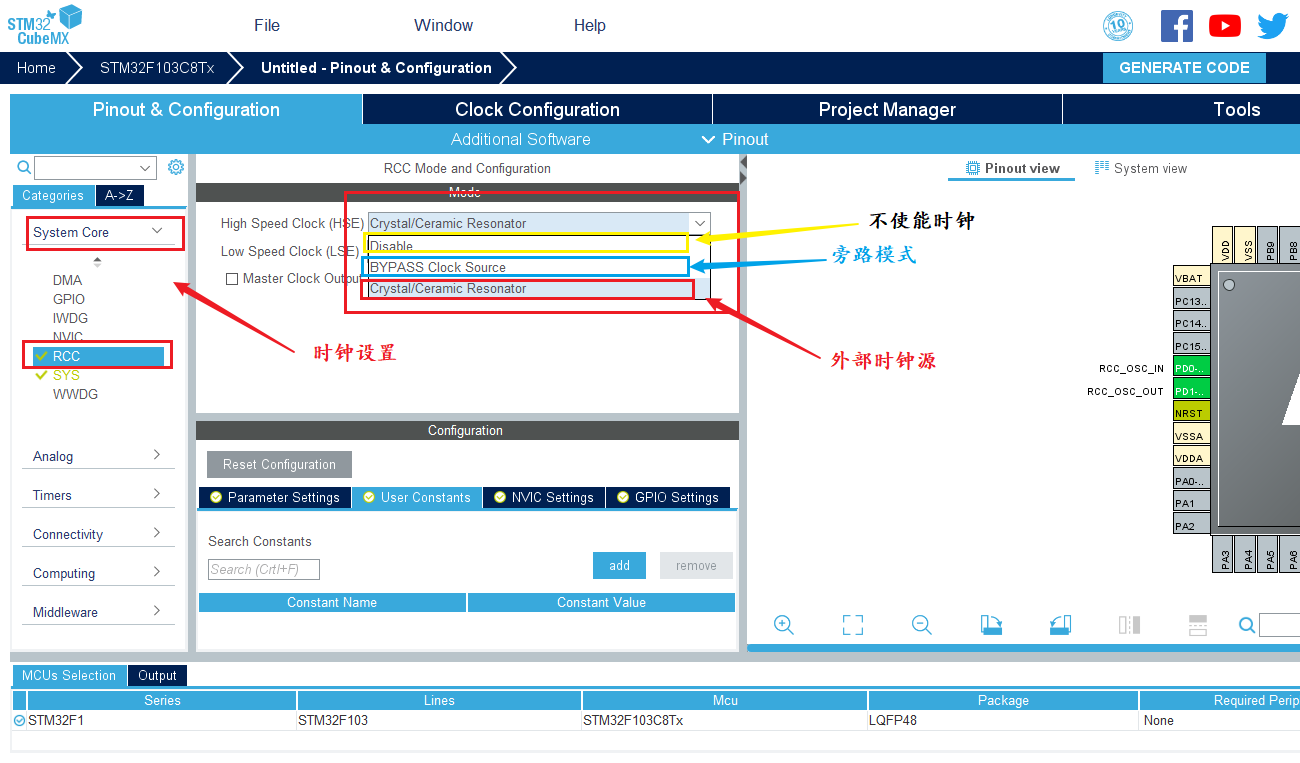 STM32
CubeMX
File
Window
Help
10
Home
STM32F103C8Tx
Untitled - Pinout & Configuration
GENERATE CODE
Pinout & Configuration
Clock Configuration
Project Manager
Tools
Additional Software
Pinout
RCC Mode and Configuration
Pinout view
System view
Categories
A->Z
Mode
System Core
High Speed Clock (HSE)
Crystal/Ceramic Resonator
不使能时钟
Disable
Low Speed Clock (LSE)
旁路模式
BYPASS Clock Source
Master Clock Output
Crystal/Ceramic Resonator
DMA
GPIO
IWDG
NVIC
RCC
SYS
WWDG
时钟设置
外部时钟源
VDD
VSS
PB9
PB8
VBAT
PC13..
PC14..
PC15..
RCC_OSC_IN
PD0-..
RCC_OSC_OUT
PD1-..
NRST
VSSA
VDDA
PA0-..
PA1
PA2
PA3
PA4
PA5
PA6
Configuration
Reset Configuration
Analog
Timers
Connectivity
Computing
Middleware
Parameter Settings
User Constants
NVIC Settings
GPIO Settings
Search Constants
Search (Crtl+F)
add
remove
Constant Name
Constant Value
MCUs Selection
Output
Series
Lines
Mcu
Package
Required Perip
STM32F1
STM32F103
STM32F103C8Tx
LQFP48
None